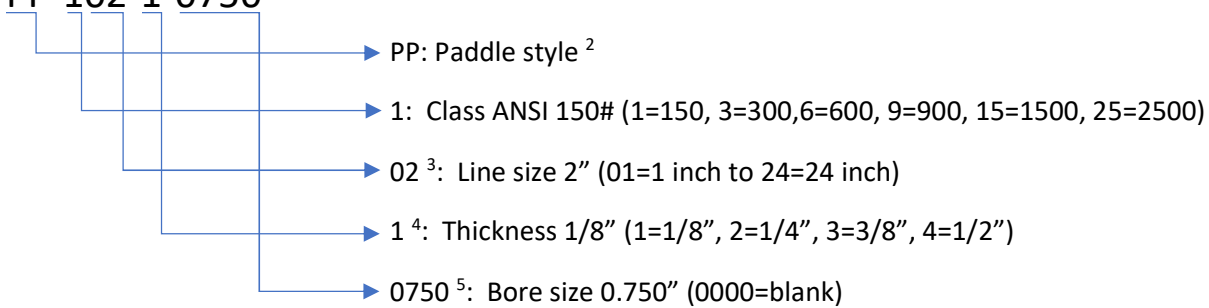 PP: Paddle style ²
1: Class ANSI 150# (1=150, 3=300,6=600, 9=900, 15=1500, 25=2500)
02 ³: Line size 2” (01=1 inch to 24=24 inch)
1 ⁴: Thickness 1/8” (1=1/8”, 2=1/4”, 3=3/8”, 4=1/2”)
0750 ⁵: Bore size 0.750” (0000=blank)